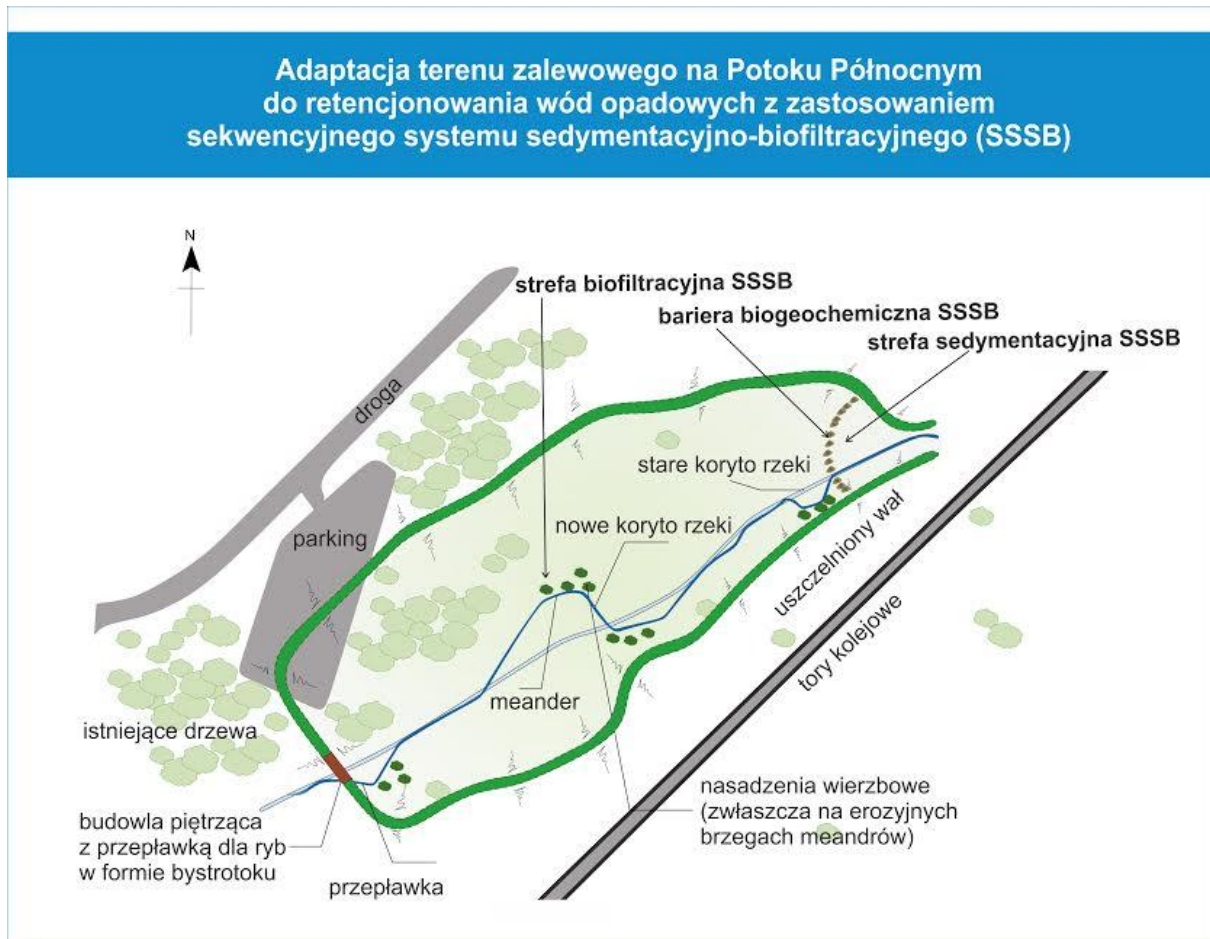 Adaptacja terenu zalewowego na Potoku Północnym
do retencjonowania wód opadowych z zastosowaniem
sekwencyjnego systemu sedymentacyjno-biofiltracyjnego (SSSB)
N
strefa biofiltracyjna SSSB
bariera biogeochemiczna SSSB
strefa sedymentacyjna SSSB
droga
stare koryto rzeki
parking
nowe koryto rzeki
uszczelniony wał
tory kolejowe
meander
istniejące drzewa
nasadzenia wierzbowe
(zwłaszcza na erozyjnych
brzegach meandrów)
budowla piętrząca
z przepławką dla ryb
w formie bystrotoku
przepławka